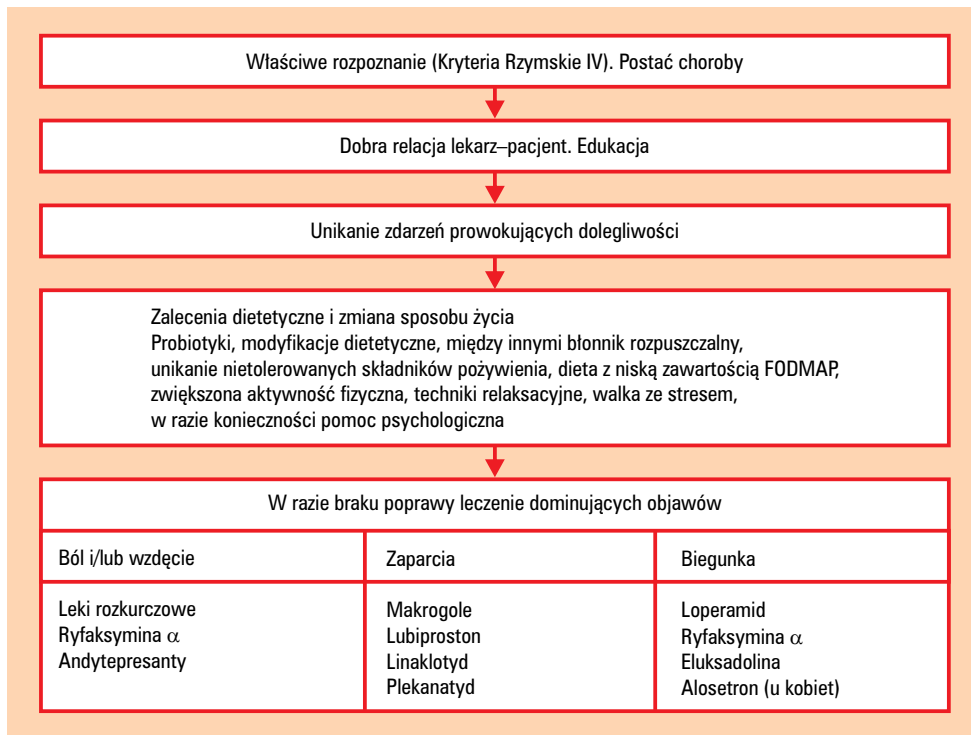 Właściwe rozpoznanie (Kryteria Rzymskie IV). Postać choroby
Dobra relacja lekarz–pacjent. Edukacja
Unikanie zdarzeń prowokujących dolegliwości
Zalecenia dietetyczne i zmiana sposobu życia
Probiotyki, modyfikacje dietetyczne, między innymi błonnik rozpuszczalny,
unikanie nietolerowanych składników pożywienia, dieta z niską zawartością FODMAP,
zwiększona aktywność fizyczna, techniki relaksacyjne, walka ze stresem,
w razie konieczności pomoc psychologiczna
W razie braku poprawy leczenie dominujących objawów
Ból i/lub wzdęcie
Zaparcia
Biegunka
Leki rozkurczowe
Ryfaksymina α
Andytepresanty
Makrogole
Lubiproston
Linaklotyd
Plekanatyd
Loperamid
Ryfaksymina α
Eluksadolina
Alosetron (u kobiet)